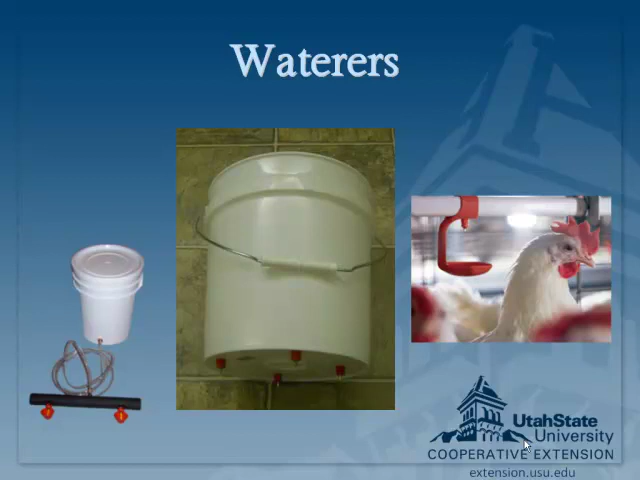 Waterers
UtahState
University
COOPERATIVE EXTENSION
extension.usu.edu